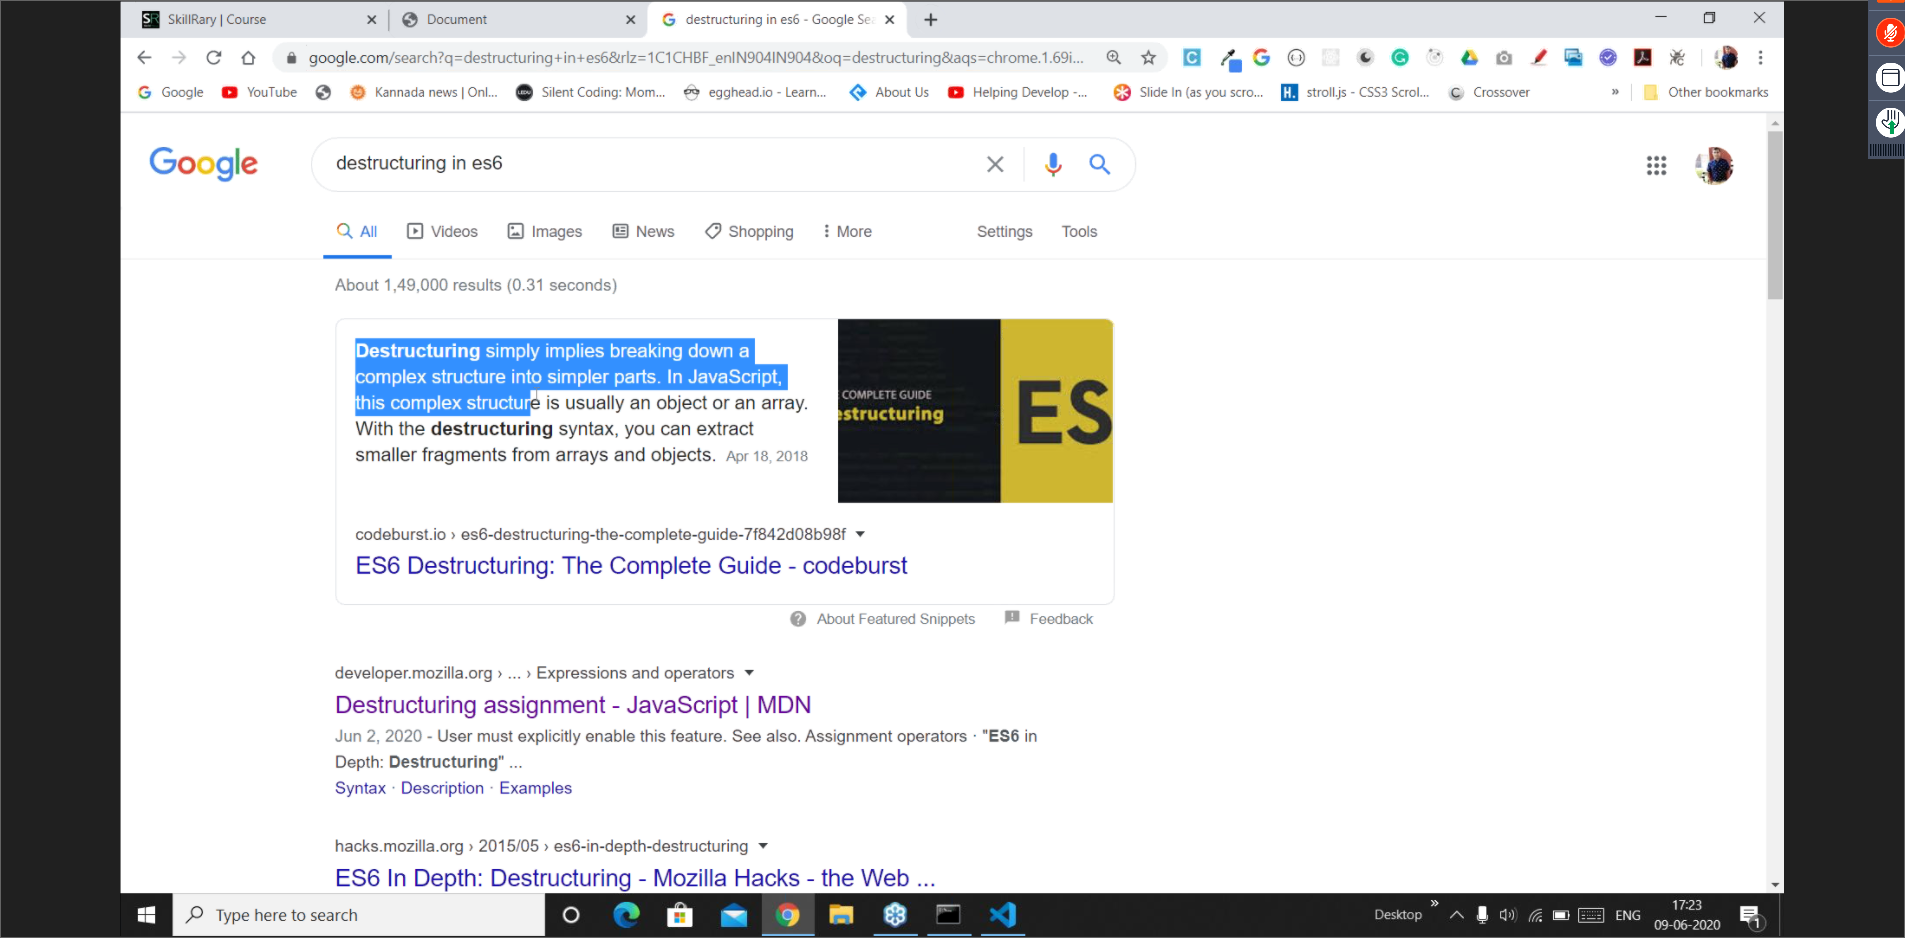 SkillRary | Course
Document
destructuring in es6 - Google Sea
google.com/search?q=destructuring+in+es6&rlz=1C1CHBF_enIN904IN904&oq=destructuring&aqs=chrome.1.69i...
Google YouTube Kannada news | Onl... Silent Coding: Mom... egghead.io - Learn... About Us Helping Develop -... Slide In (as you scro... stroll.js - CSS3 Scrol... Crossover » Other bookmarks
Google
destructuring in es6
All Videos Images News Shopping More Settings Tools
About 1,49,000 results (0.31 seconds)
Destructuring simply implies breaking down a
complex structure into simpler parts. In JavaScript,
this complex structure is usually an object or an array.
With the destructuring syntax, you can extract
smaller fragments from arrays and objects. Apr 18, 2018
COMPLETE GUIDE
estructuring
ES
codeburst.io › es6-destructuring-the-complete-guide-7f842d08b98f
ES6 Destructuring: The Complete Guide - codeburst
About Featured Snippets Feedback
developer.mozilla.org › ... › Expressions and operators
Destructuring assignment - JavaScript | MDN
Jun 2, 2020 - User must explicitly enable this feature. See also. Assignment operators · "ES6 in
Depth: Destructuring" ...
Syntax · Description · Examples
hacks.mozilla.org › 2015/05 › es6-in-depth-destructuring
ES6 In Depth: Destructuring - Mozilla Hacks - the Web ...
Type here to search
Desktop » ENG
17:23
09-06-2020
1